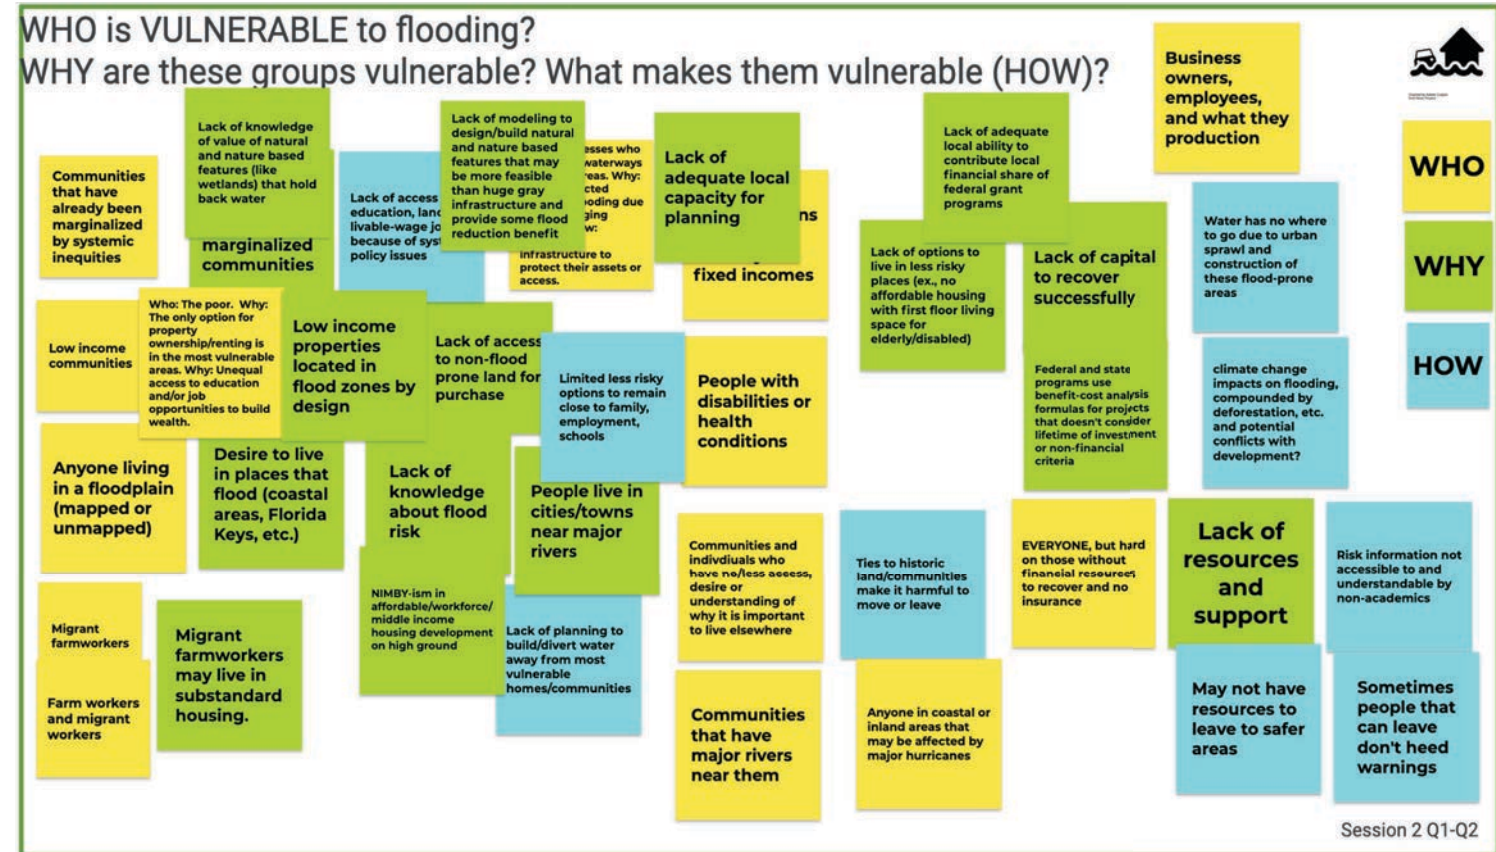 WHO is VULNERABLE to flooding?
WHY are these groups vulnerable? What makes them vulnerable (HOW)?
Communities
that have
already been
marginalized
by systemic
inequities
Lack of knowledge
of value of natural
and nature based
features (like
wetlands) that hold
back water
marginalized
communities
Lack of access
education, land
livable-wage jo
because of sys
policy issues
Lack of modeling to
design/build natural
and nature based
features that may
be more feasible
than huge gray
infrastructure and
provide some flood
reduction benefit
esses who
waterways
eas. Why:
cted
oding due
ging
w:
infrastructure to
protect their assets or
access.
Lack of
adequate local
capacity for
planning
ns
fixed incomes
Lack of adequate
local ability to
contribute local
financial share of
federal grant
programs
Lack of options to
live in less risky
places (ex., no
affordable housing
with first floor living
space for
elderly/disabled)
Lack of capital
to recover
successfully
Federal and state
programs use
benefit-cost analysis
formulas for projects
that doesn't consider
lifetime of investment
or non-financial
criteria
Business
owners,
employees,
and what they
production
Water has no where
to go due to urban
sprawl and
construction of
these flood-prone
areas
climate change
impacts on flooding,
compounded by
deforestation, etc.
and potential
conflicts with
development?
WHO
WHY
HOW
Low income
communities
Who: The poor. Why:
The only option for
property
ownership/renting is
in the most vulnerable
areas. Why: Unequal
access to education
and/or job
opportunities to build
wealth.
Low income
properties
located in
flood zones by
design
Lack of access
to non-flood
prone land for
purchase
Limited less risky
options to remain
close to family,
employment,
schools
People with
disabilities or
health
conditions
Anyone living
in a floodplain
(mapped or
unmapped)
Desire to live
in places that
flood (coastal
areas, Florida
Keys, etc.)
Lack of
knowledge
about flood
risk
People live in
cities/towns
near major
rivers
NIMBY-ism in
affordable/workforce/
middle income
housing development
on high ground
Lack of planning to
build/divert water
away from most
vulnerable
homes/communities
Migrant
farmworkers
Farm workers
and migrant
workers
Migrant
farmworkers
may live in
substandard
housing.
Communities and
indivdiuals who
have no/less access,
desire or
understanding of
why it is important
to live elsewhere
Communities
that have
major rivers
near them
Ties to historic
land/communities
make it harmful to
move or leave
Anyone in coastal or
inland areas that
may be affected by
major hurricanes
EVERYONE, but hard
on those without
financial resources
to recover and no
insurance
Lack of
resources
and
support
Risk information not
accessible to and
understandable by
non-academics
May not have
resources to
leave to safer
areas
Sometimes
people that
can leave
don't heed
warnings
Session 2 Q1-Q2